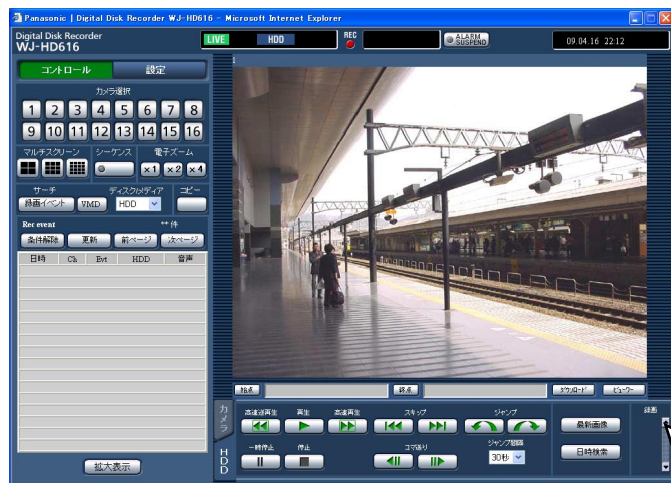 Panasonic | Digital Disk Recorder WJ-HD616 - Microsoft Internet Explorer
Digital Disk Recorder
WJ-HD616
LIVE HDD REC ALARM SUSPEND 09.04.16 22:12
コントロール 設定
カメラ選択
1 2 3 4 5 6 7 8
9 10 11 12 13 14 15 16
マルチスクリーン シーケンス 電子ズーム
×1 ×2 ×4
サーチ ディスク/メディア コピー
録画イベント VMD HDD
Rec event **件
条件解除 更新 前ページ 次ページ
日時 Ch Evt HDD 音声
拡大表示
始点 終点 ダウンロード ビューワー
カメラ
HDD
高速逆再生 再生 高速再生 スキップ ジャンプ
一時停止 停止 コマ送り ジャンプ間隔
30秒
最新画像
日時検索
録画